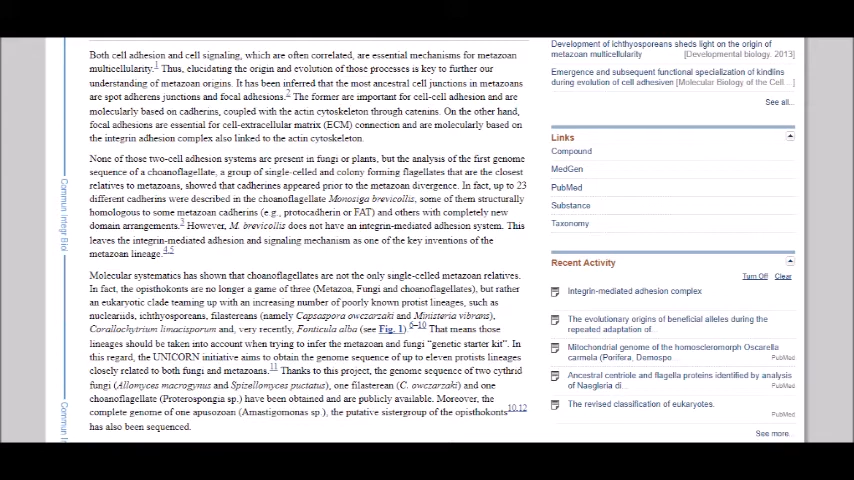 Both cell adhesion and cell signaling, which are often correlated, are essential mechanisms for metazoan
multicellularity.1 Thus, elucidating the origin and evolution of those processes is key to further our
understanding of metazoan origins. It has been inferred that the most ancestral cell junctions in metazoans
are spot adherens junctions and focal adhesions.2 The former are important for cell-cell adhesion and are
molecularly based on cadherins, coupled with the actin cytoskeleton through catenins. On the other hand,
focal adhesions are essential for cell-extracellular matrix (ECM) connection and are molecularly based on
the integrin adhesion complex also linked to the actin cytoskeleton.
None of those two-cell adhesion systems are present in fungi or plants, but the analysis of the first genome
sequence of a choanoflagellate, a group of single-celled and colony forming flagellates that are the closest
relatives to metazoans, showed that cadherines appeared prior to the metazoan divergence. In fact, up to 23
different cadherins were described in the choanoflagellate Monosiga brevicollis, some of them structurally
homologous to some metazoan cadherins (e.g., protocadherin or FAT) and others with completely new
domain arrangements.3 However, M. brevicollis does not have an integrin-mediated adhesion system. This
leaves the integrin-mediated adhesion and signaling mechanism as one of the key inventions of the
metazoan lineage.4,5
Molecular systematics has shown that choanoflagellates are not the only single-celled metazoan relatives.
In fact, the opisthokonts are no longer a game of three (Metazoa, Fungi and choanoflagellates), but rather
an eukaryotic clade teaming up with an increasing number of poorly known protist lineages, such as
nucleariids, ichthyosporeans, filastereans (namely Capsaspora owczarzaki and Ministeria vibrans),
Corallochytrium limacisporum and, very recently, Fonticula alba (see Fig. 1).6–10 That means those
lineages should be taken into account when trying to infer the metazoan and fungi “genetic starter kit”. In
this regard, the UNICORN initiative aims to obtain the genome sequence of up to eleven protists lineages
closely related to both fungi and metazoans.11 Thanks to this project, the genome sequence of two cythrid
fungi (Allomyces macrogynus and Spizellomyces puctatus), one filasterean (C. owczarzaki) and one
choanoflagellate (Proterospongia sp.) have been obtained and are publicly available. Moreover, the
complete genome of one apusozoan (Amastigomonas sp.), the putative sistergroup of the opisthokonts10,12
has also been sequenced.
Commun Integr Biol
Commun In
Development of ichthyosporeans sheds light on the origin of
metazoan multicellularity. [Developmental biology. 2013]
Emergence and subsequent functional specialization of kindlins
during evolution of cell adhesiven [Molecular Biology of the Cell...]
See all...
Links
Compound
MedGen
PubMed
Substance
Taxonomy
Recent Activity
Turn Off Clear
Integrin-mediated adhesion complex
The evolutionary origins of beneficial alleles during the
repeated adaptation of...
Mitochondrial genome of the homoscleromorph Oscarella
carmela (Porifera, Demospo...
PubMed
Ancestral centriole and flagella proteins identified by analysis
of Naegleria di...
PubMed
The revised classification of eukaryotes.
PubMed
See more...